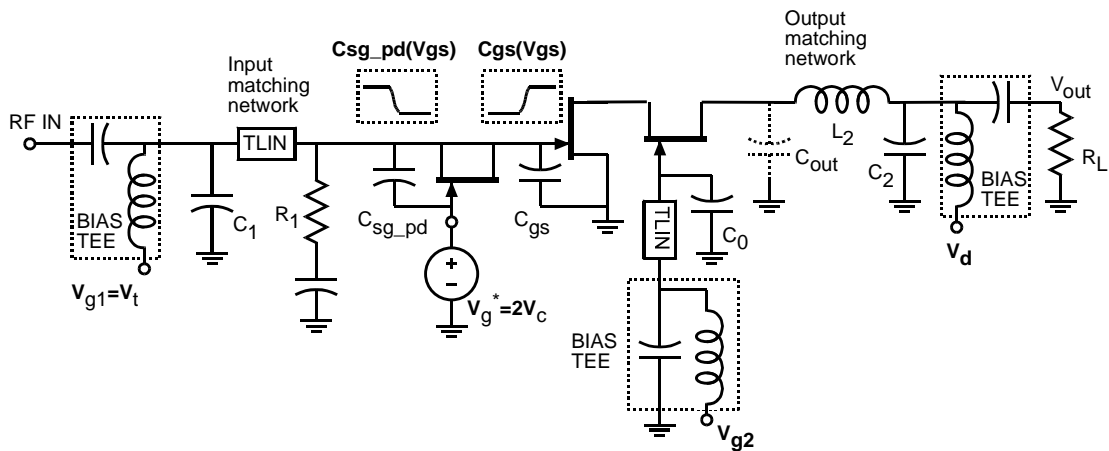 Output
matching
network
Csg_pd(Vgs)
Cgs(Vgs)
Input
matching
network
RF IN
TLIN
L2
Vout
C1
R1
Csg_pd
Cgs
Cout
C2
RL
BIAS
TEE
BIAS
TEE
TLIN
C0
Vg1=Vt
+
−
Vg*=2Vc
Vd
BIAS
TEE
Vg2